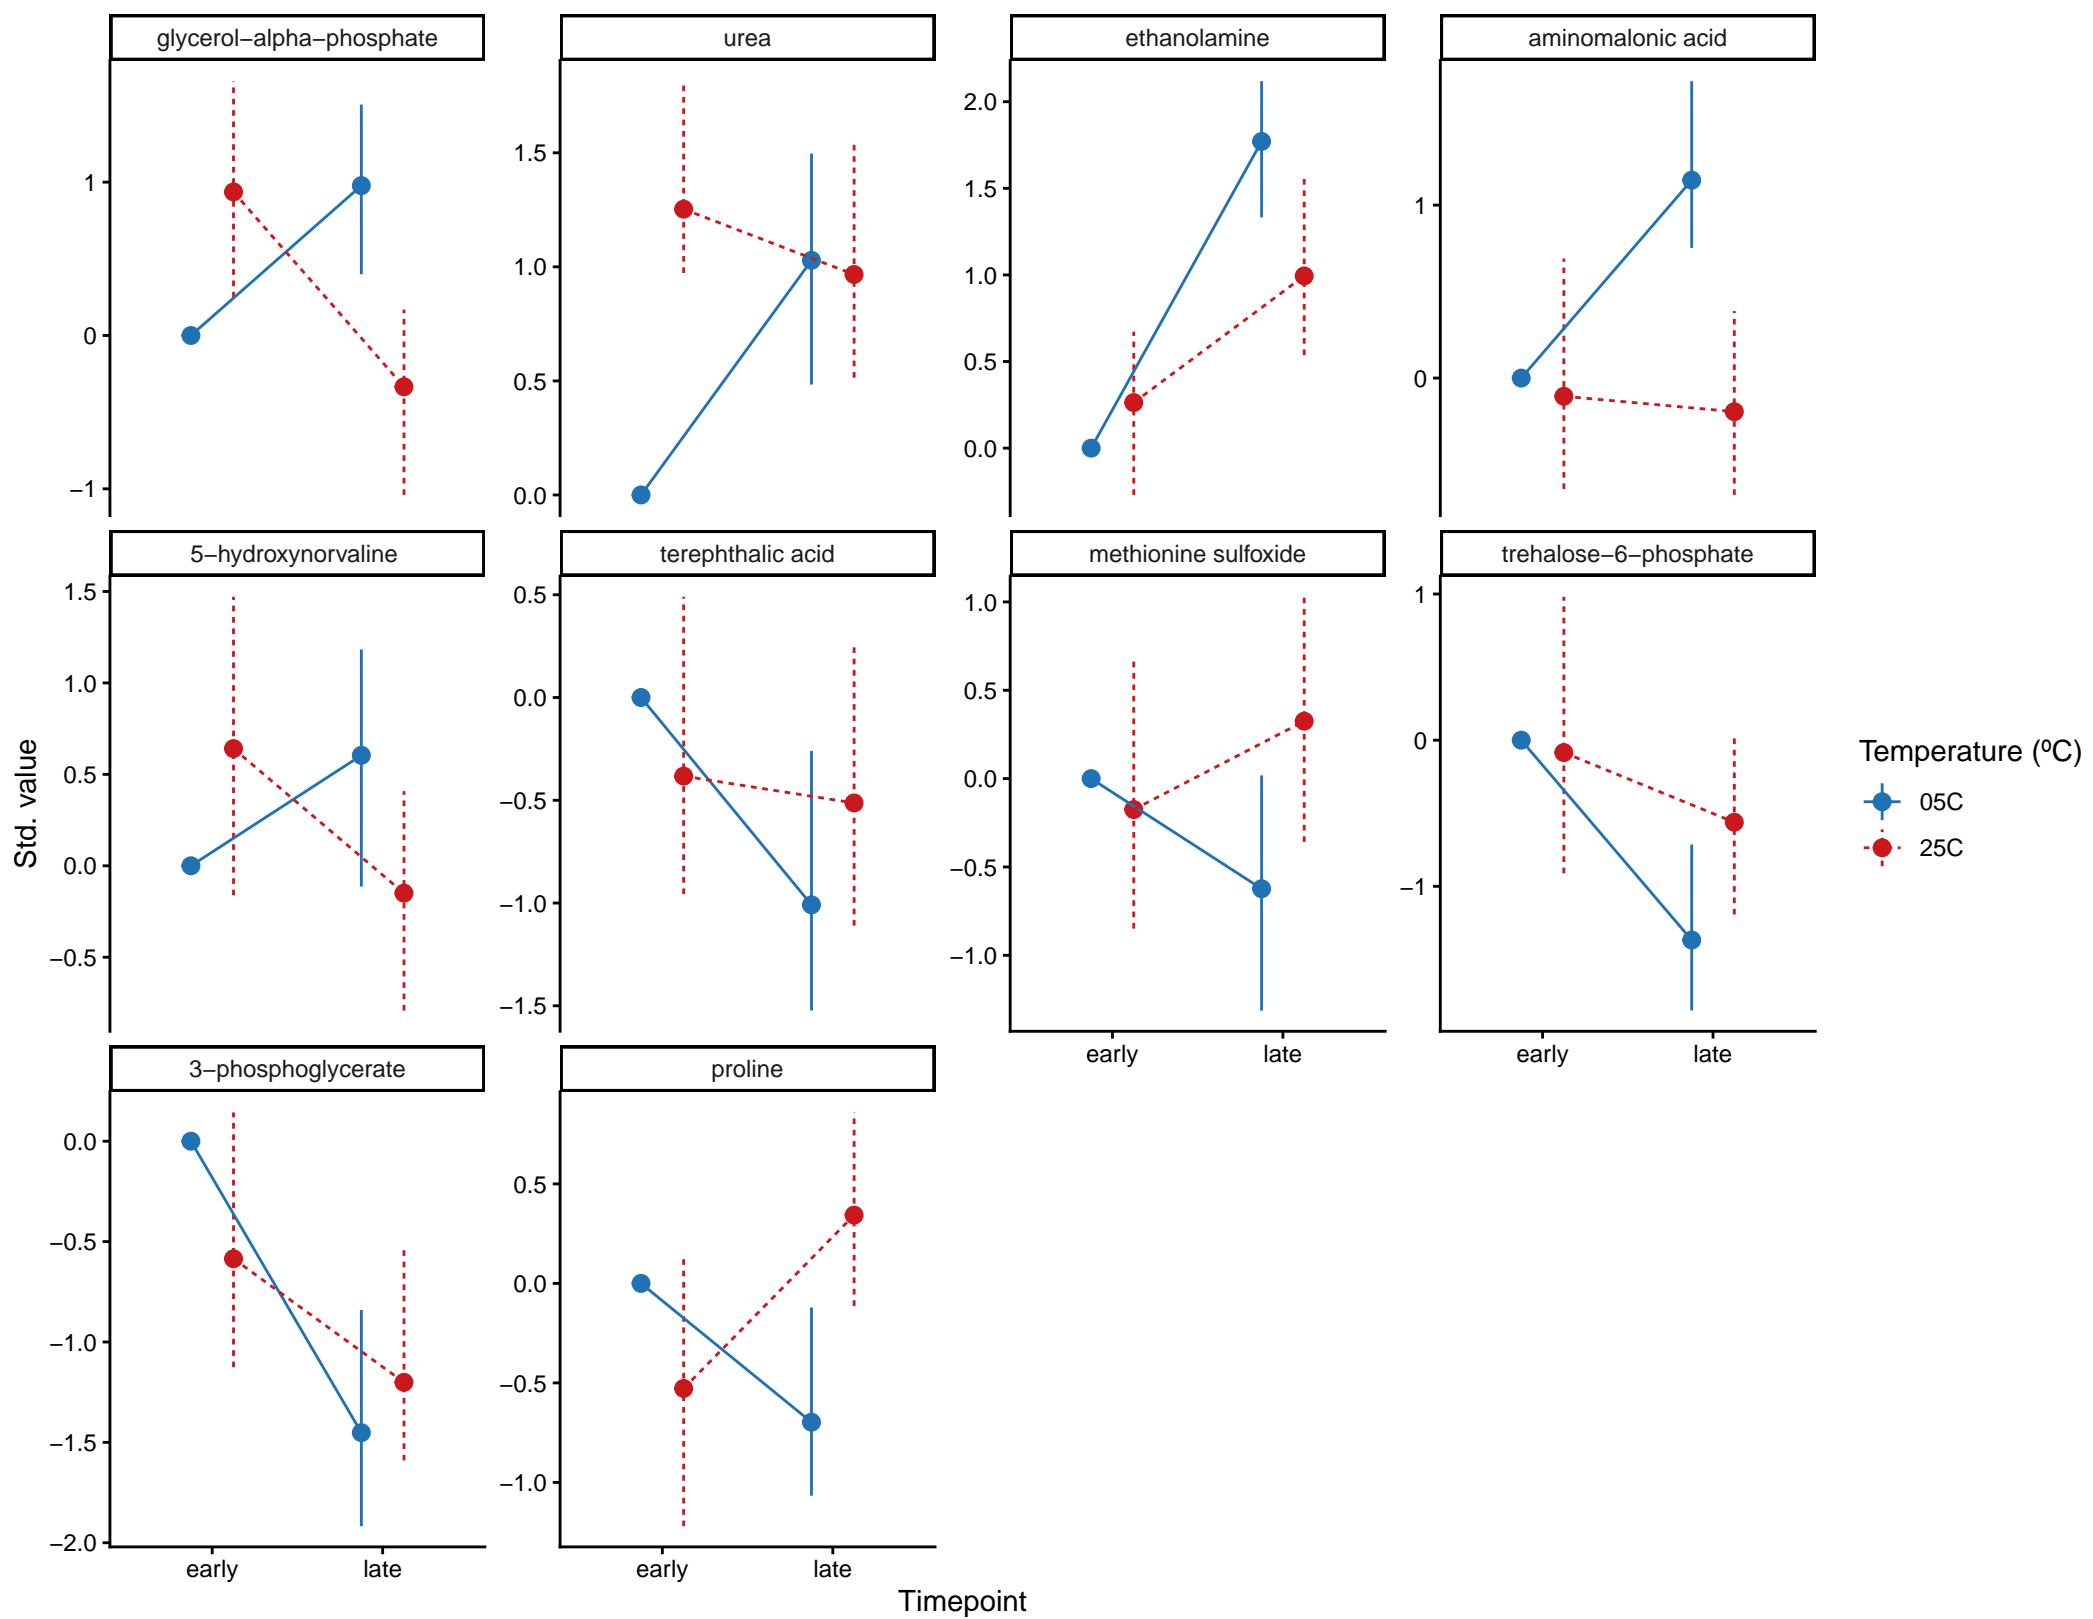 glycerol−alpha−phosphate
urea
ethanolamine
aminomalonic acid
1
0
−1
1.5
1.0
0.5
0.0
2.0
1.5
1.0
0.5
0.0
1
0
5−hydroxynorvaline
terephthalic acid
methionine sulfoxide
trehalose−6−phosphate
1.5
1.0
0.5
0.0
−0.5
0.5
0.0
−0.5
−1.0
−1.5
1.0
0.5
0.0
−0.5
−1.0
1
0
−1
early late
early late
3−phosphoglycerate
proline
0.0
−0.5
−1.0
−1.5
−2.0
0.5
0.0
−0.5
−1.0
early late
early late
Timepoint
Std. value
Temperature (ºC)
05C
25C